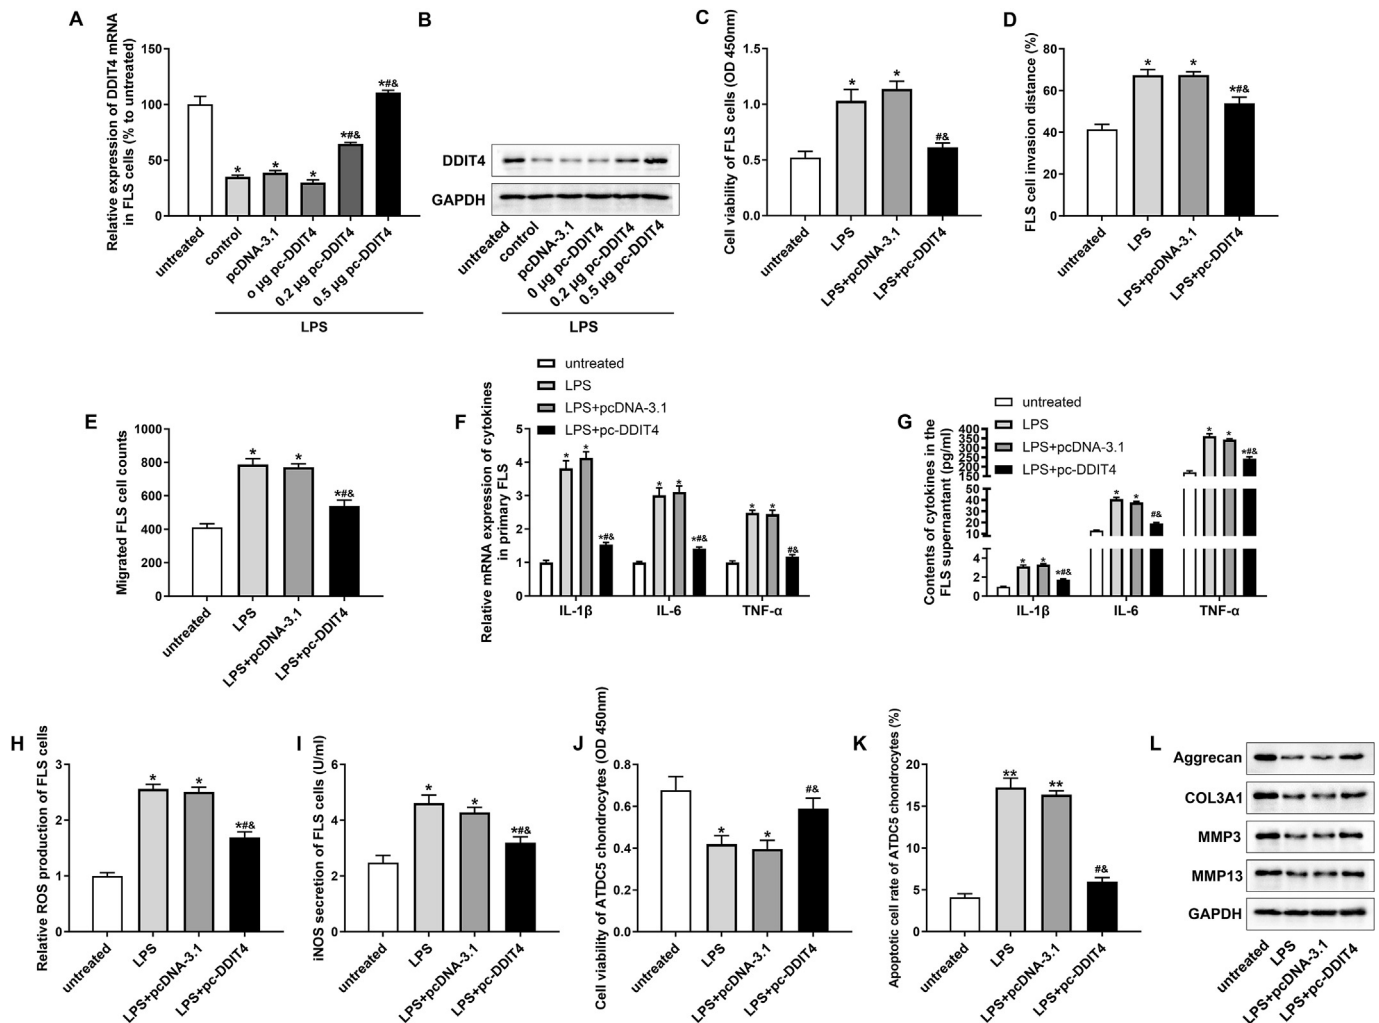 A
Relative expression of DDIT4 mRNA
in FLS cells (% to untreated)
150
100
50
0
*
*
*
*#&
*#&
untreated
control
pcDNA-3.1
o μg pc-DDIT4
0.2 μg pc-DDIT4
0.5 μg pc-DDIT4
LPS
B
DDIT4
GAPDH
untreated
control
pcDNA-3.1
0 μg pc-DDIT4
0.2 μg pc-DDIT4
0.5 μg pc-DDIT4
LPS
C
Cell viability of FLS cells (OD 450nm)
1.5
1.0
0.5
0.0
*
*
#&
untreated
LPS
LPS+pcDNA-3.1
LPS+pc-DDIT4
D
FLS cell invasion distance (%)
80
60
40
20
0
*
*
*#&
untreated
LPS
LPS+pcDNA-3.1
LPS+pc-DDIT4
E
Migrated FLS cell counts
1000
800
600
400
200
0
*
*
*#&
untreated
LPS
LPS+pcDNA-3.1
LPS+pc-DDIT4
F
untreated
LPS
LPS+pcDNA-3.1
LPS+pc-DDIT4
Relative mRNA expression of cytokines
in primary FLS
5
4
3
2
1
0
*
*
*#&
*
*
*#&
*
*
#&
IL-1β
IL-6
TNF-α
G
untreated
LPS
LPS+pcDNA-3.1
LPS+pc-DDIT4
Contents of cytokines in the
FLS supernantant (pg/ml)
400
350
300
250
200
150
50
40
30
20
10
4
2
0
*
*
*#&
*
*
#&
*
*
*#&
IL-1β
IL-6
TNF-α
H
Relative ROS production of FLS cells
3
2
1
0
*
*
*#&
untreated
LPS
LPS+pcDNA-3.1
LPS+pc-DDIT4
I
iNOS secretion of FLS cells (U/ml)
6
4
2
0
*
*
*#&
untreated
LPS
LPS+pcDNA-3.1
LPS+pc-DDIT4
J
Cell viability of ATDC5 chondrocytes (OD 450nm)
0.8
0.6
0.4
0.2
0.0
*
*
#&
untreated
LPS
LPS+pcDNA-3.1
LPS+pc-DDIT4
K
Apoptotic cell rate of ATDC5 chondrocytes (%)
20
15
10
5
0
**
**
#&
untreated
LPS
LPS+pcDNA-3.1
LPS+pc-DDIT4
L
Aggrecan
COL3A1
MMP3
MMP13
GAPDH
untreated
LPS
LPS+pcDNA-3.1
LPS+pc-DDIT4